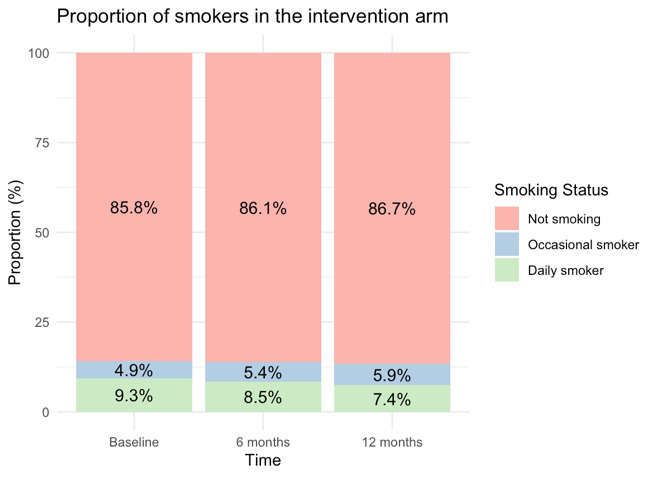 Proportion of smokers in the intervention arm
Proportion (%)
100
75
50
25
0
85.8%
86.1%
86.7%
4.9%
5.4%
5.9%
9.3%
8.5%
7.4%
Baseline
6 months
12 months
Time
Smoking Status
Not smoking
Occasional smoker
Daily smoker